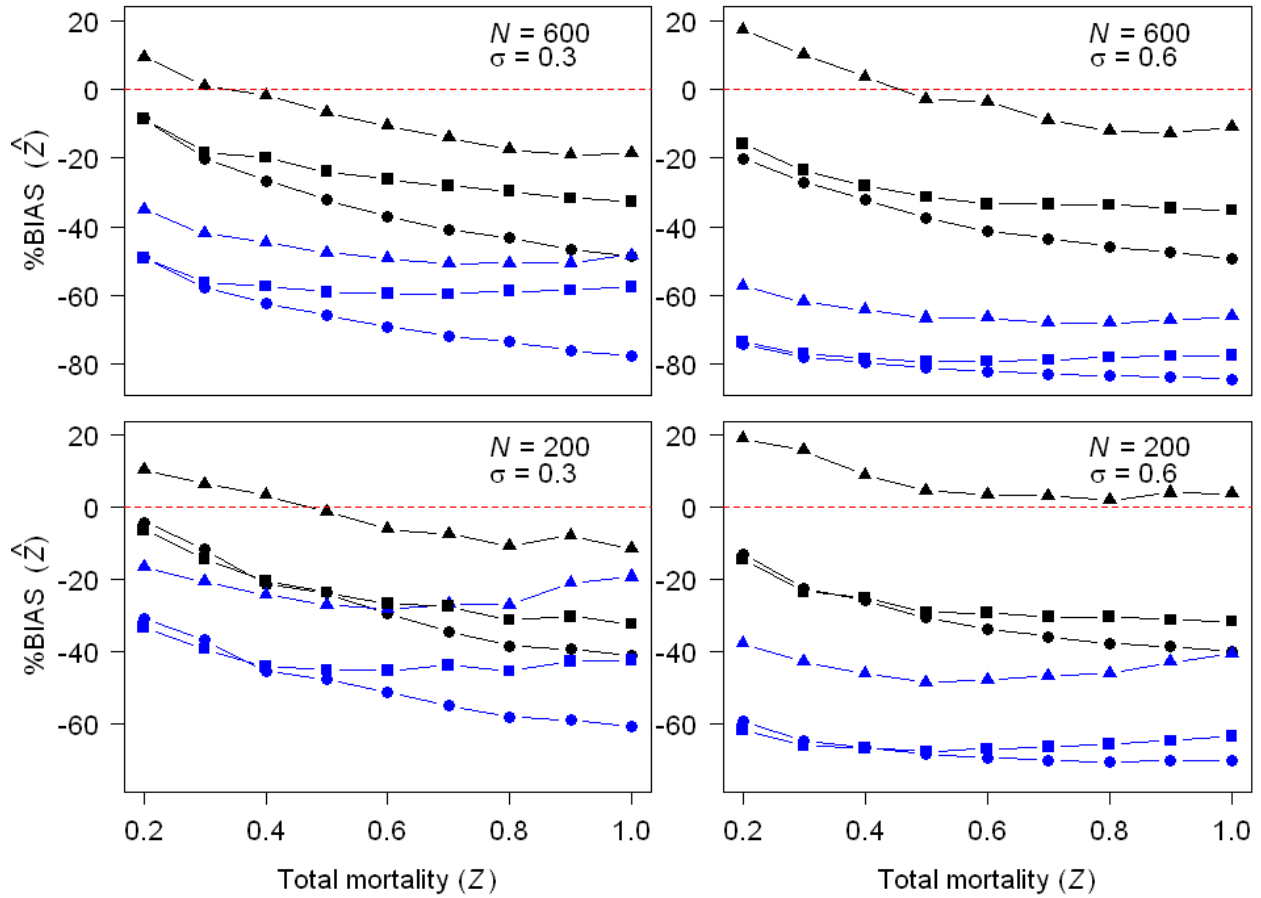 N = 600
σ = 0.3
20
0
-20
-40
-60
-80
%BIAS (Ẑ)
N = 600
σ = 0.6
20
0
-20
-40
-60
-80
N = 200
σ = 0.3
20
0
-20
-40
-60
%BIAS (Ẑ)
0.2 0.4 0.6 0.8 1.0
Total mortality (Z)
N = 200
σ = 0.6
20
0
-20
-40
-60
0.2 0.4 0.6 0.8 1.0
Total mortality (Z)